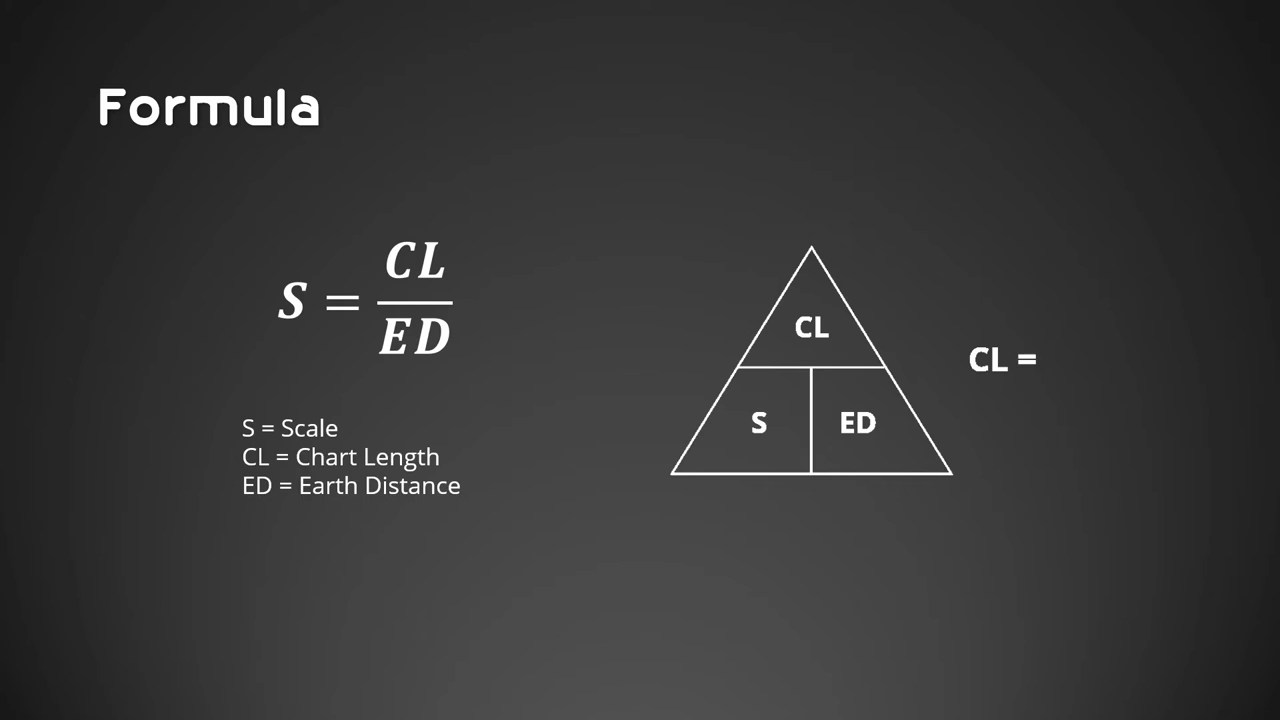 Formula
S = CL/ED
S = Scale
CL = Chart Length
ED = Earth Distance
CL
S ED
CL =